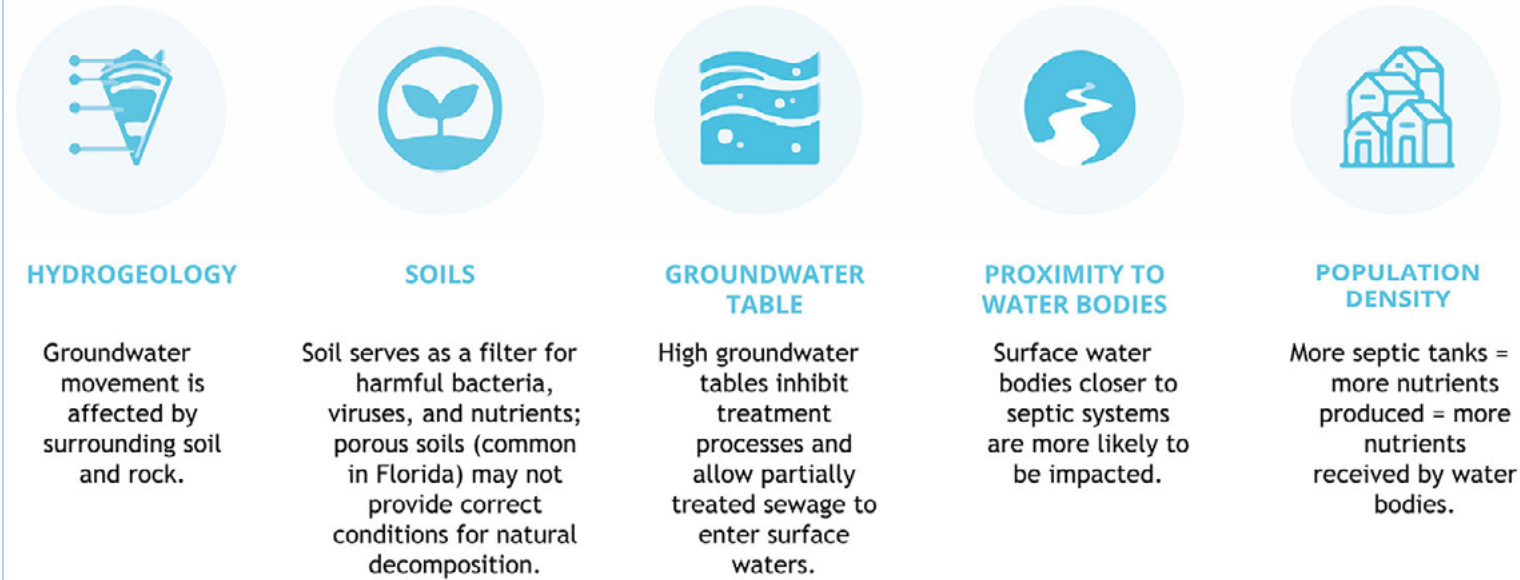 HYDROGEOLOGY
Groundwater
movement is
affected by
surrounding soil
and rock.
SOILS
Soil serves as a filter for
harmful bacteria,
viruses, and nutrients;
porous soils (common
in Florida) may not
provide correct
conditions for natural
decomposition.
GROUNDWATER
TABLE
High groundwater
tables inhibit
treatment
processes and
allow partially
treated sewage to
enter surface
waters.
PROXIMITY TO
WATER BODIES
Surface water
bodies closer to
septic systems
are more likely to
be impacted.
POPULATION
DENSITY
More septic tanks =
more nutrients
produced = more
nutrients
received by water
bodies.